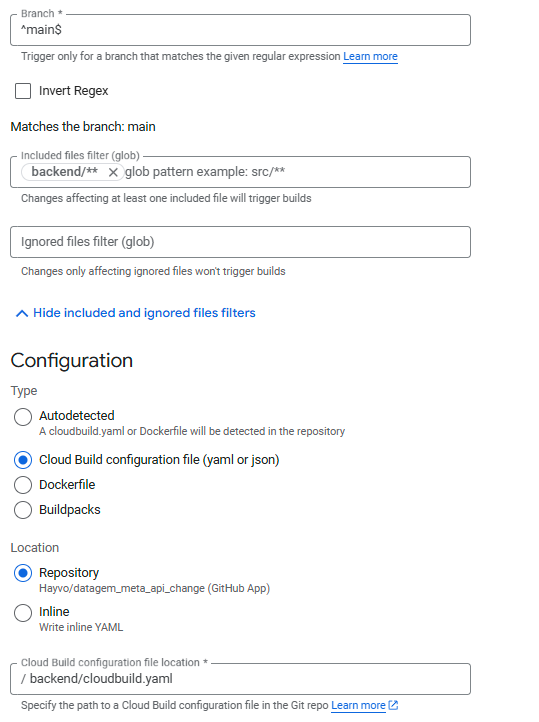 Branch *
^main$
Trigger only for a branch that matches the given regular expression Learn more
Invert Regex
Matches the branch: main
Included files filter (glob)
backend/** glob pattern example: src/**
Changes affecting at least one included file will trigger builds
Ignored files filter (glob)
Changes only affecting ignored files won't trigger builds
Hide included and ignored files filters
Configuration
Type
Autodetected
A cloudbuild.yaml or Dockerfile will be detected in the repository
Cloud Build configuration file (yaml or json)
Dockerfile
Buildpacks
Location
Repository
Hayvo/datagem_meta_api_change (GitHub App)
Inline
Write inline YAML
Cloud Build configuration file location *
/ backend/cloudbuild.yaml
Specify the path to a Cloud Build configuration file in the Git repo Learn more